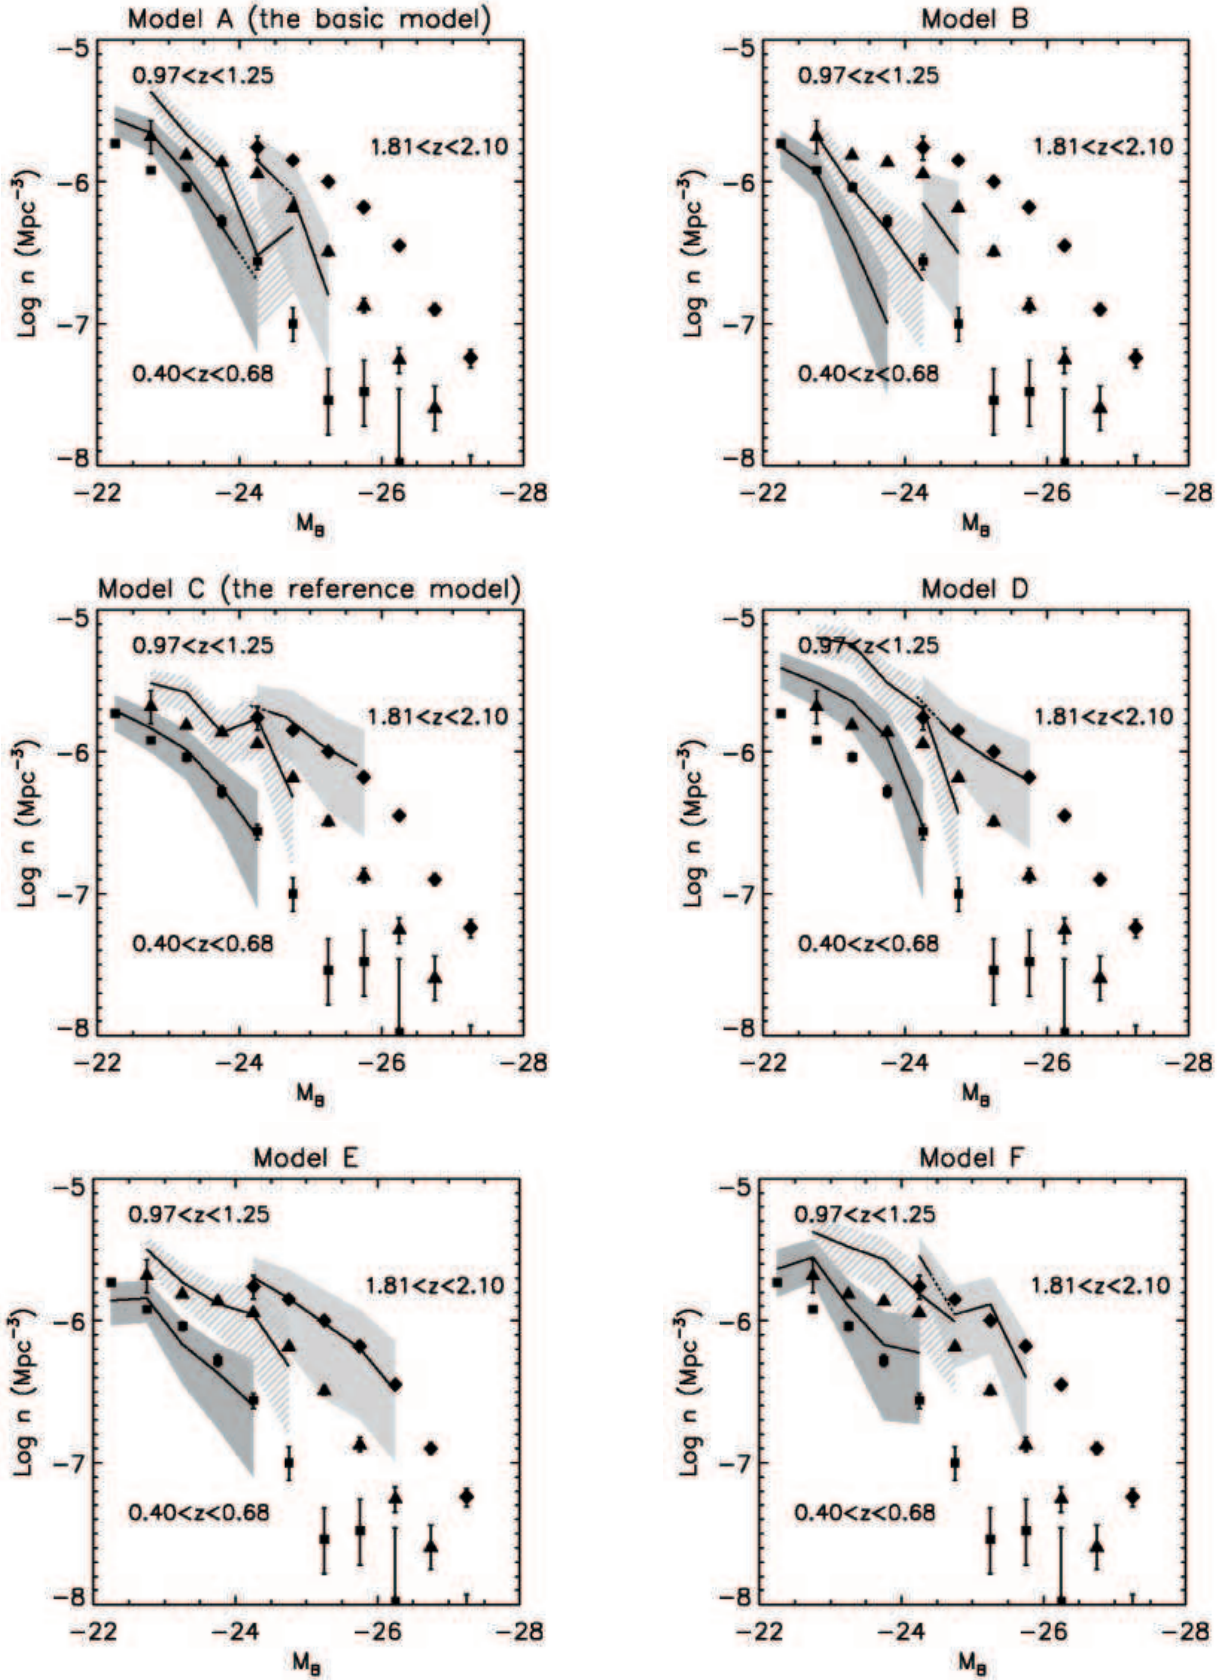 Model A (the basic model)
Log n (Mpc⁻³)
-5
-6
-7
-8
0.97<z<1.25
1.81<z<2.10
0.40<z<0.68
-22 -24 -26 -28
M_B
Model B
Log n (Mpc⁻³)
-5
-6
-7
-8
0.97<z<1.25
1.81<z<2.10
0.40<z<0.68
-22 -24 -26 -28
M_B
Model C (the reference model)
Log n (Mpc⁻³)
-5
-6
-7
-8
0.97<z<1.25
1.81<z<2.10
0.40<z<0.68
-22 -24 -26 -28
M_B
Model D
Log n (Mpc⁻³)
-5
-6
-7
-8
0.97<z<1.25
1.81<z<2.10
0.40<z<0.68
-22 -24 -26 -28
M_B
Model E
Log n (Mpc⁻³)
-5
-6
-7
-8
0.97<z<1.25
1.81<z<2.10
0.40<z<0.68
-22 -24 -26 -28
M_B
Model F
Log n (Mpc⁻³)
-5
-6
-7
-8
0.97<z<1.25
1.81<z<2.10
0.40<z<0.68
-22 -24 -26 -28
M_B